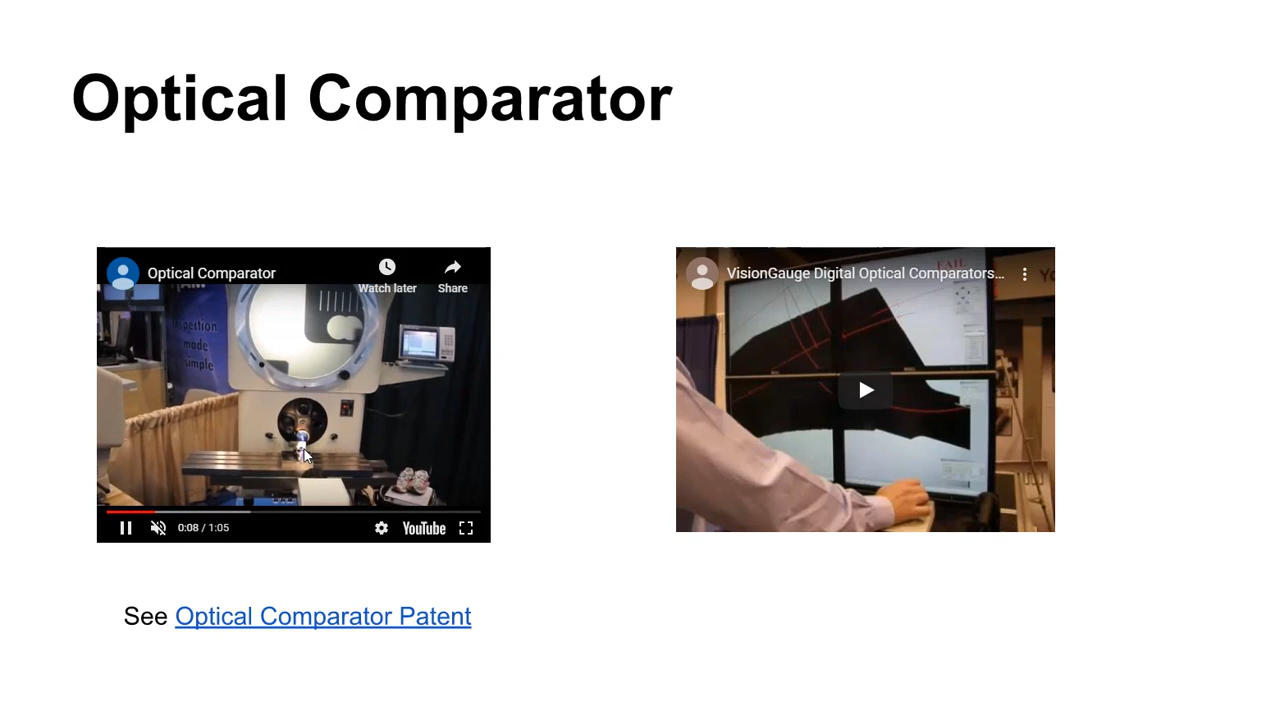 Optical Comparator
Optical Comparator
Watch later
Share
Inspection
made
simple
0:08 / 1:05
YouTube
VisionGauge Digital Optical Comparators…
FAIL
See Optical Comparator Patent